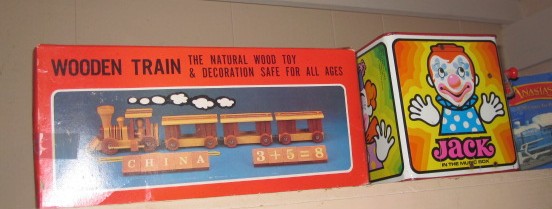 WOODEN TRAIN
THE NATURAL WOOD TOY
& DECORATION SAFE FOR ALL AGES
CHINA
3+5=8
JACK
IN THE MUSIC BOX
ANASTAS